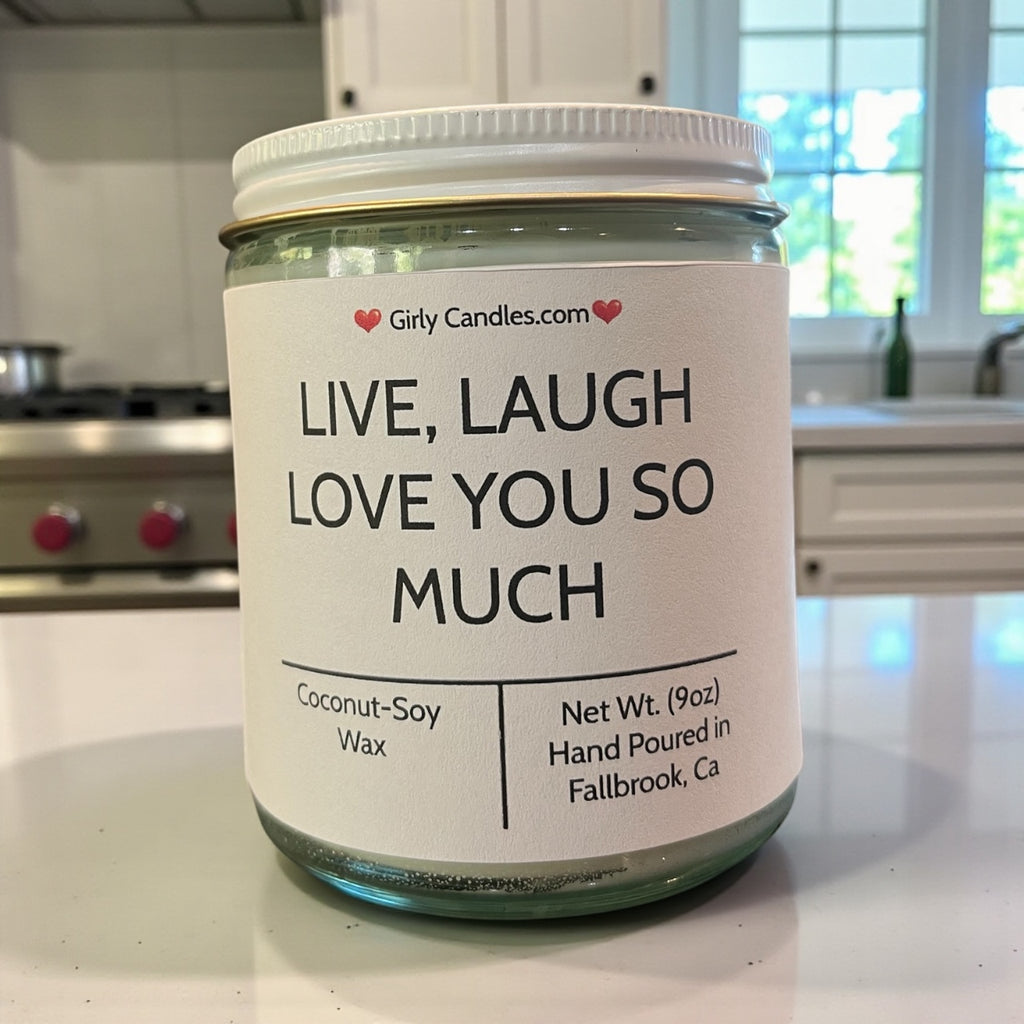 Girly Candles.com
LIVE, LAUGH
LOVE YOU SO
MUCH
Coconut-Soy
Wax
Net Wt. (9oz)
Hand Poured in
Fallbrook, Ca